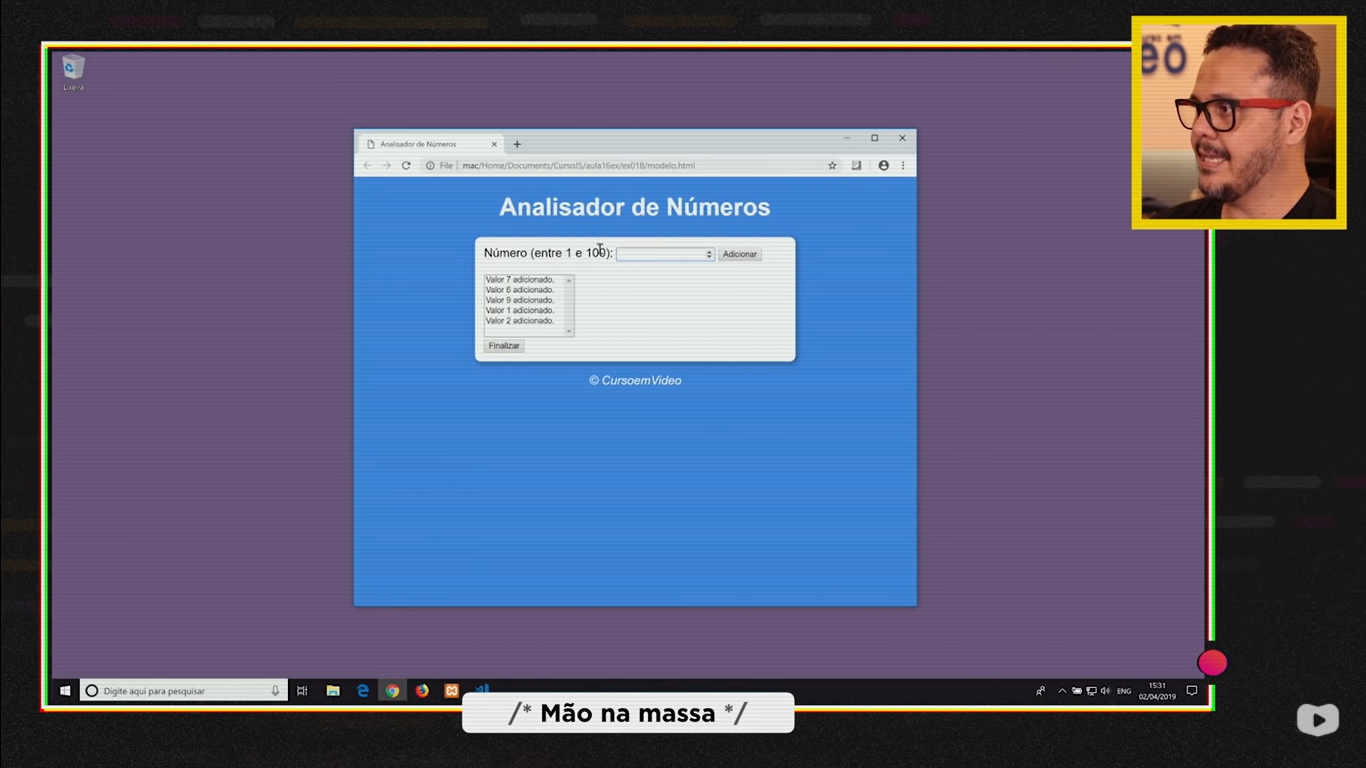 eo
Lixeira
Analisador de Números
File mac/Home/Documents/CursoJS/aula16ex/ex018/modelo.html
Analisador de Números
Número (entre 1 e 100):
Adicionar
Valor 7 adicionado.
Valor 6 adicionado.
Valor 9 adicionado.
Valor 1 adicionado.
Valor 2 adicionado.
Finalizar
© CursoemVideo
Digite aqui para pesquisar
ENG
15:31
02/04/2019
/* Mão na massa */